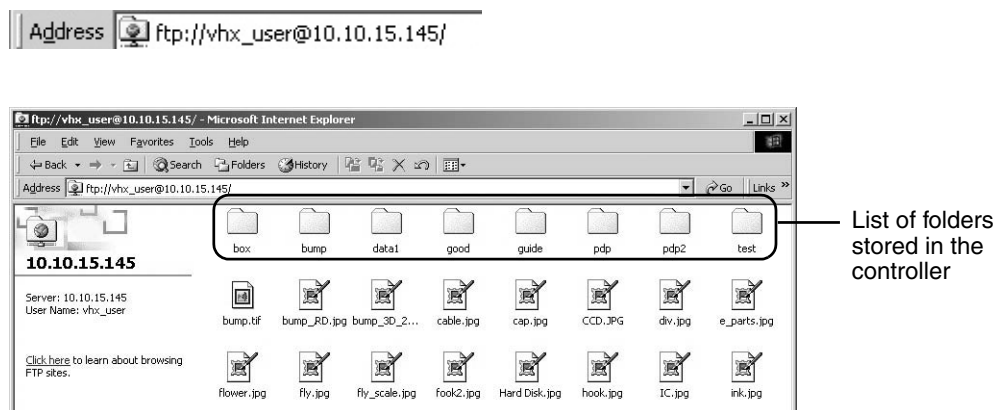 Address ftp://vhx_user@10.10.15.145/
ftp://vhx_user@10.10.15.145/ - Microsoft Internet Explorer
File Edit View Favorites Tools Help
Back Search Folders History
Address ftp://vhx_user@10.10.15.145/ Go Links »
box bump data1 good guide pdp pdp2 test
List of folders
stored in the
controller
10.10.15.145
Server: 10.10.15.145
User Name: vhx_user
bump.tif bump_RD.jpg bump_3D_2... cable.jpg cap.jpg CCD.JPG div.jpg e_parts.jpg
Click here to learn about browsing
FTP sites.
flower.jpg fly.jpg fly_scale.jpg fook2.jpg Hard Disk.jpg hook.jpg IC.jpg ink.jpg